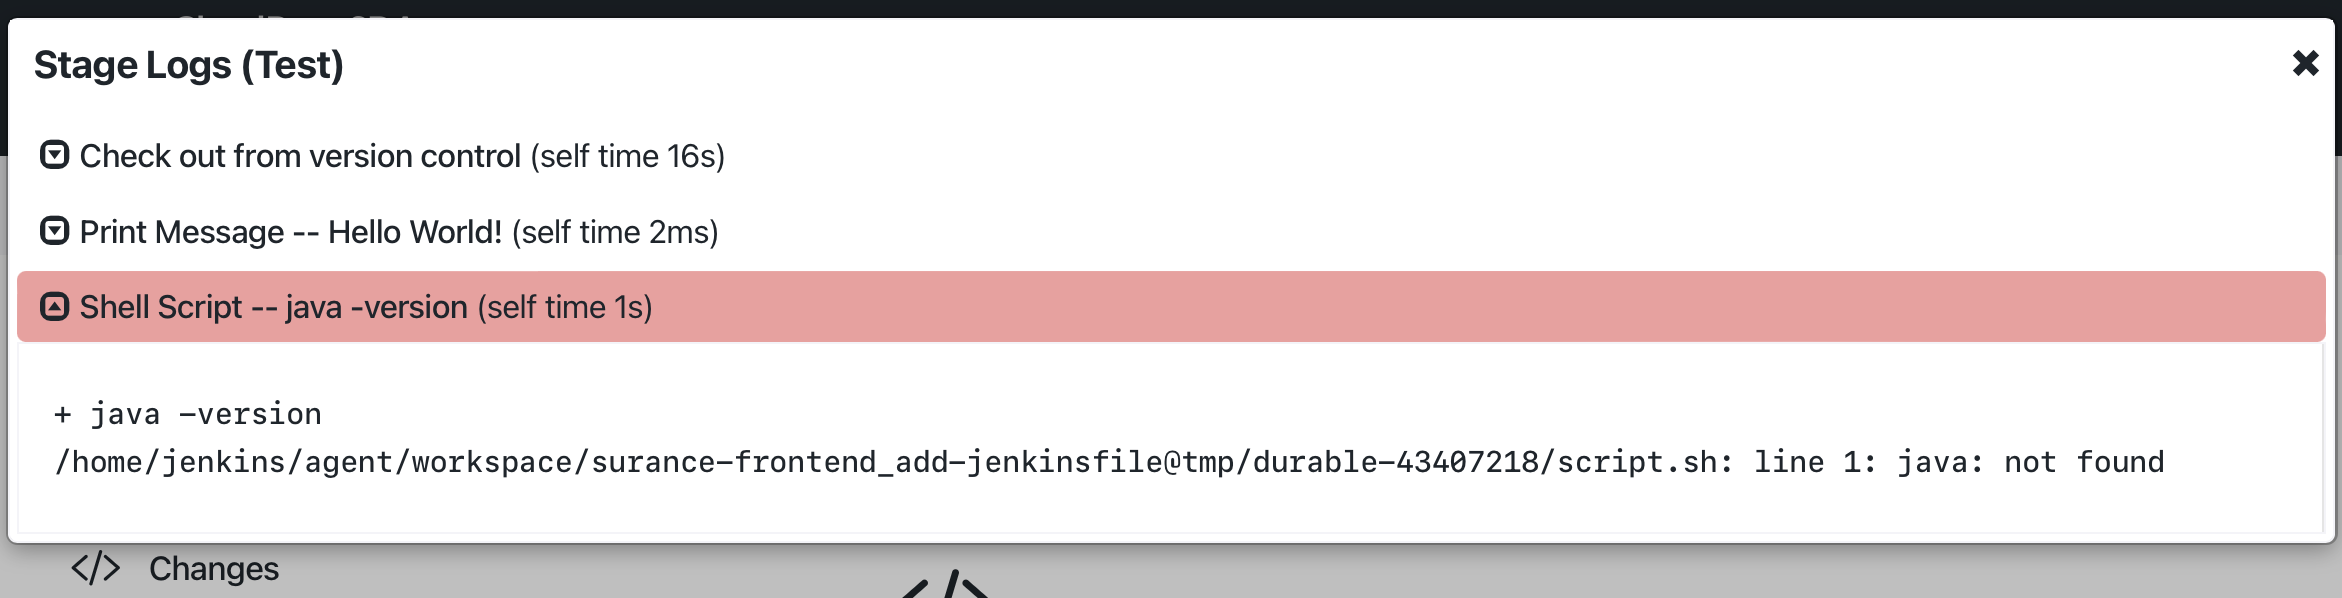 Stage Logs (Test)
Check out from version control (self time 16s)
Print Message -- Hello World! (self time 2ms)
Shell Script -- java -version (self time 1s)
+ java -version
/home/jenkins/agent/workspace/surance-frontend_add-jenkinsfile@tmp/durable-43407218/script.sh: line 1: java: not found
Changes